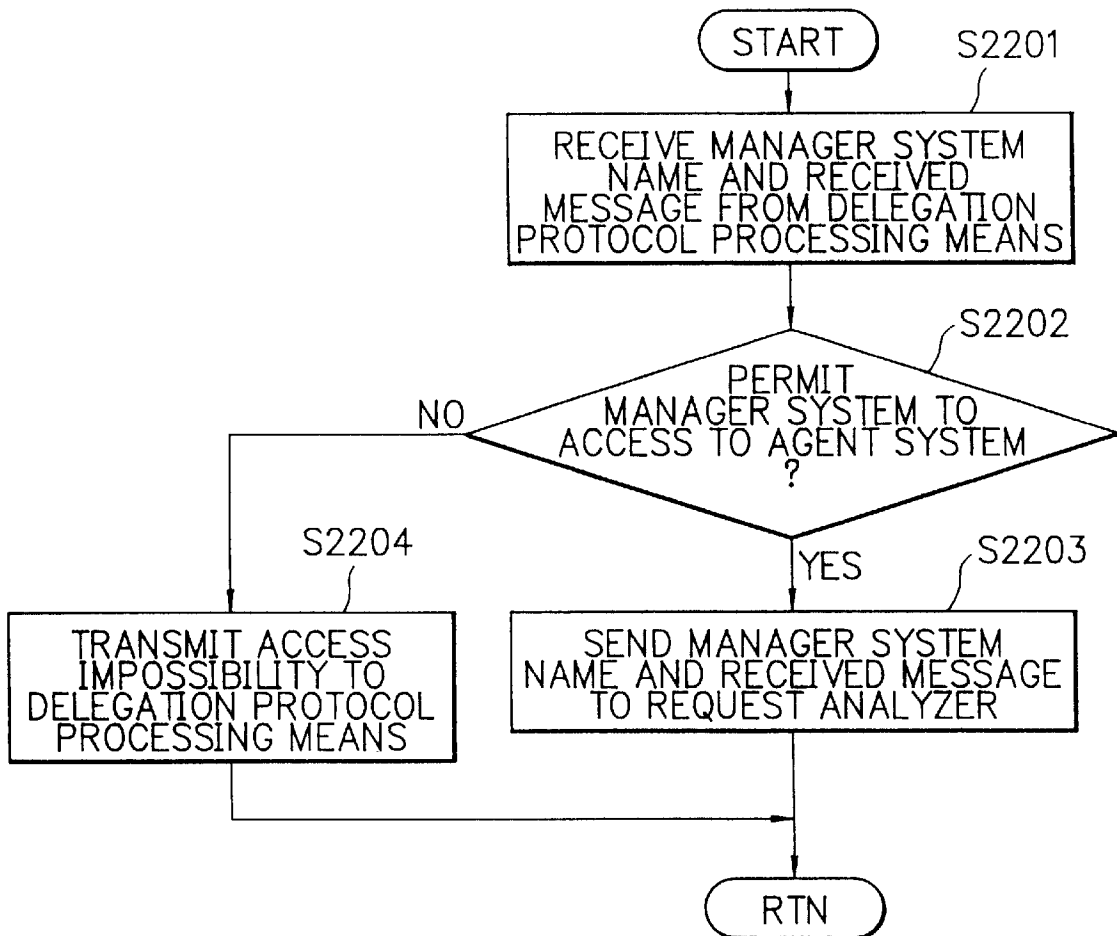 START
S2201
RECEIVE MANAGER SYSTEM
NAME AND RECEIVED
MESSAGE FROM DELEGATION
PROTOCOL PROCESSING MEANS
S2202
PERMIT
MANAGER SYSTEM TO
ACCESS TO AGENT SYSTEM
?
NO
YES
S2204
TRANSMIT ACCESS
IMPOSSIBILITY TO
DELEGATION PROTOCOL
PROCESSING MEANS
S2203
SEND MANAGER SYSTEM
NAME AND RECEIVED MESSAGE
TO REQUEST ANALYZER
RTN